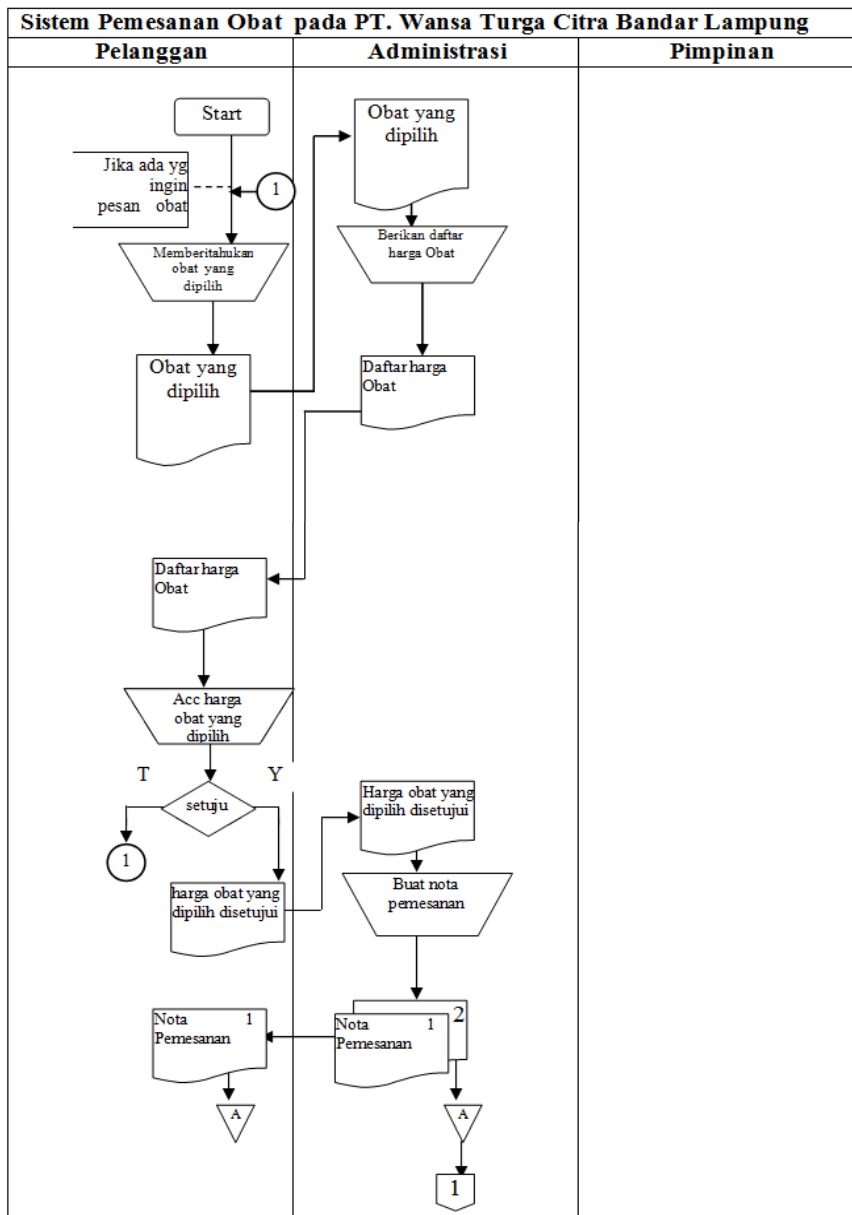 Sistem Pemesanan Obat pada PT. Wansa Turga Citra Bandar Lampung
Pelanggan
Administrasi
Pimpinan
Start
Jika ada yg
ingin
pesan obat
1
Memberitahukan
obat yang
dipilih
Obat yang
dipilih
Obat yang
dipilih
Berikan daftar
harga Obat
Daftar harga
Obat
Daftar harga
Obat
Acc harga
obat yang
dipilih
T
Y
setuju
1
harga obat yang
dipilih disetujui
Harga obat yang
dipilih disetujui
Buat nota
pemesanan
2
Nota 1
Pemesanan
Nota 1
Pemesanan
A
A
1